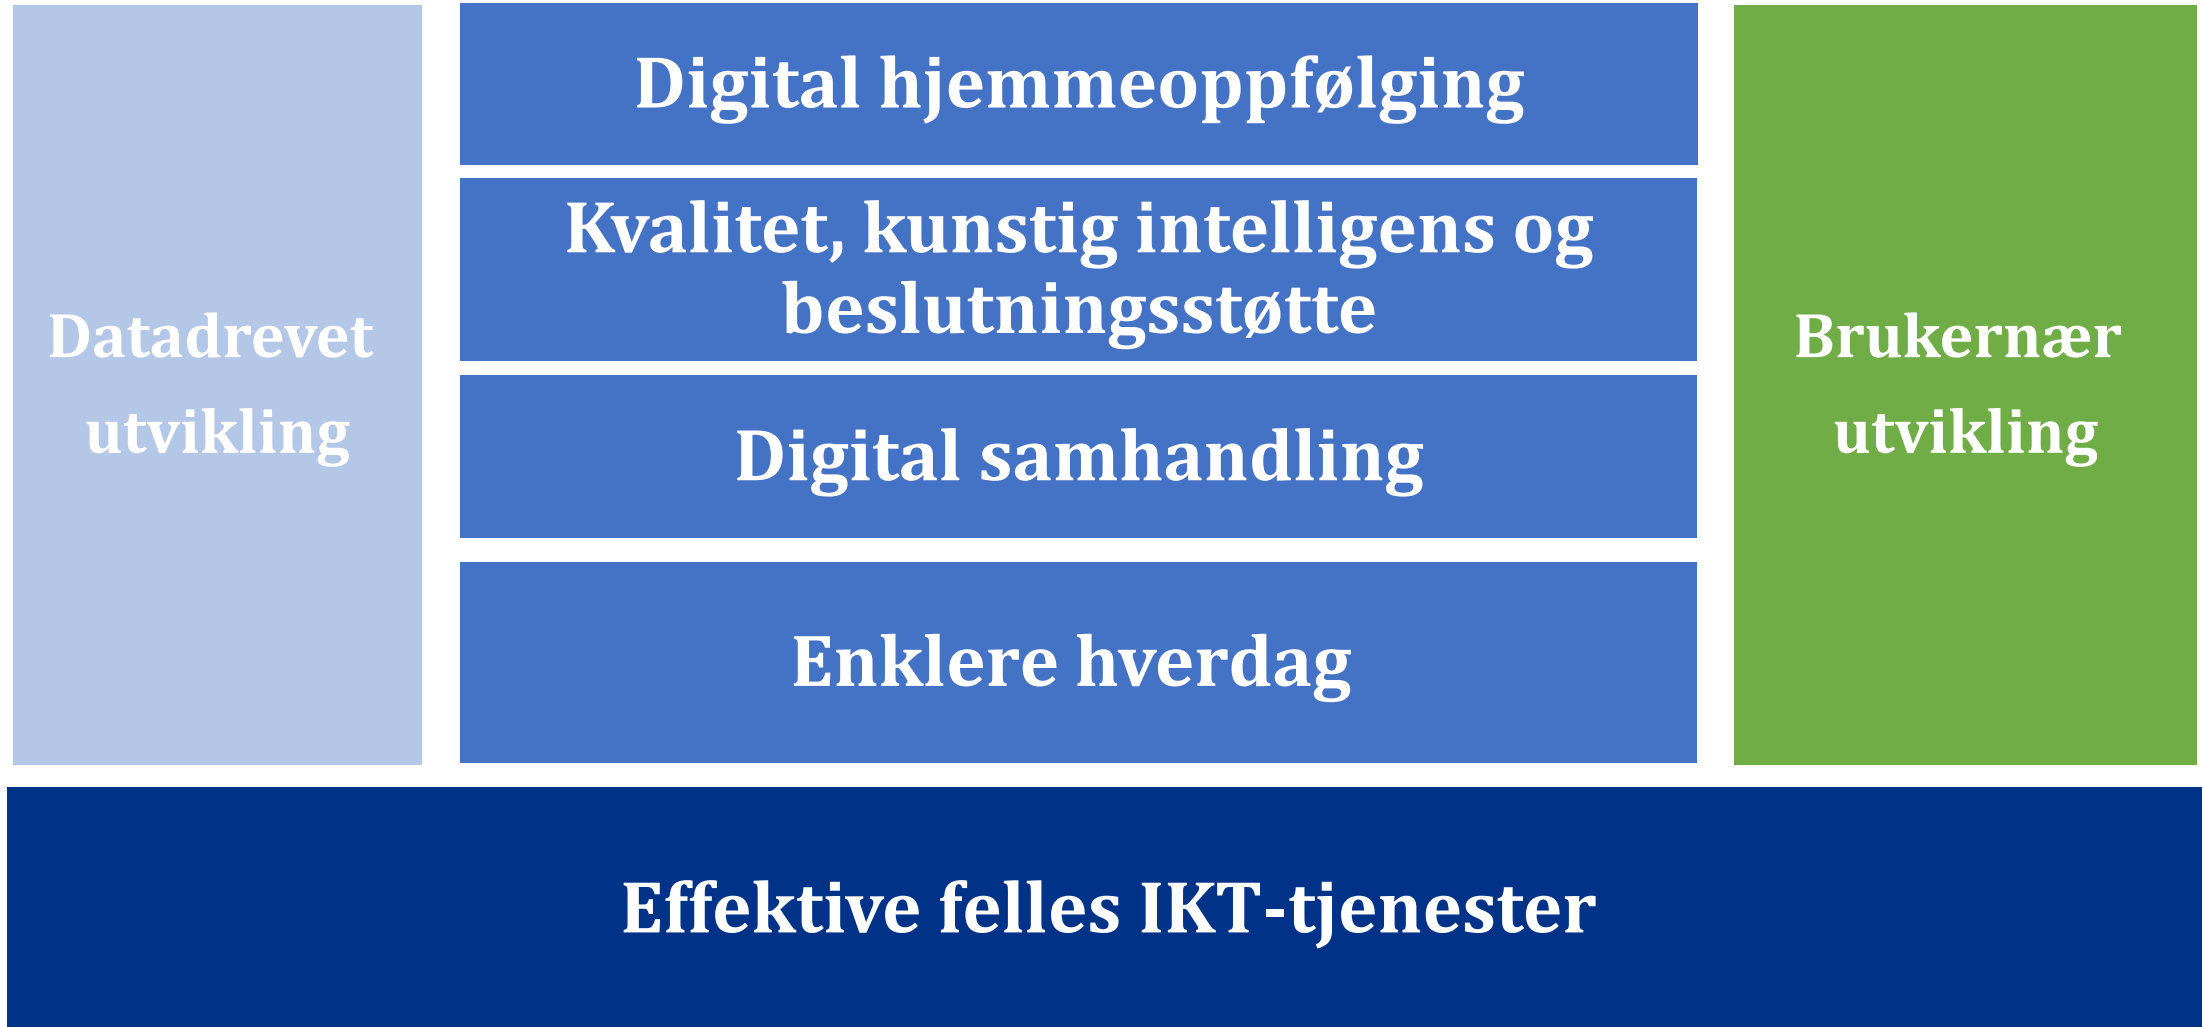 Datadrevet
utvikling
Digital hjemmeoppfølging
Kvalitet, kunstig intelligens og
beslutningsstøtte
Digital samhandling
Enklere hverdag
Brukernær
utvikling
Effektive felles IKT-tjenester